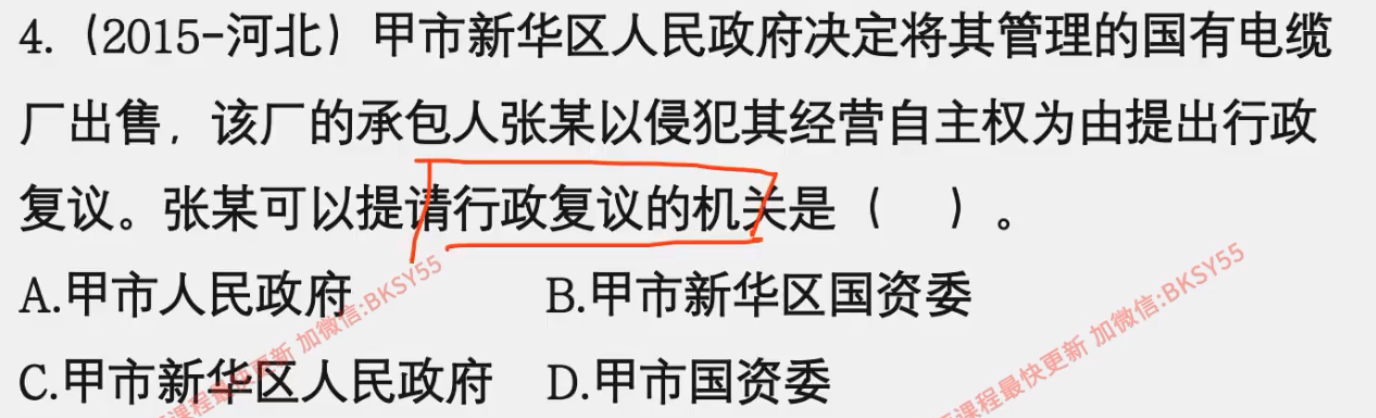 4.（2015-河北）甲市新华区人民政府决定将其管理的国有电缆
厂出售，该厂的承包人张某以侵犯其经营自主权为由提出行政
复议。张某可以提请行政复议的机关是（　）。
A.甲市人民政府　B.甲市新华区国资委
C.甲市新华区人民政府　D.甲市国资委
课程最快更新 加微信:BKSY55
课程最快更新 加微信:BKSY55